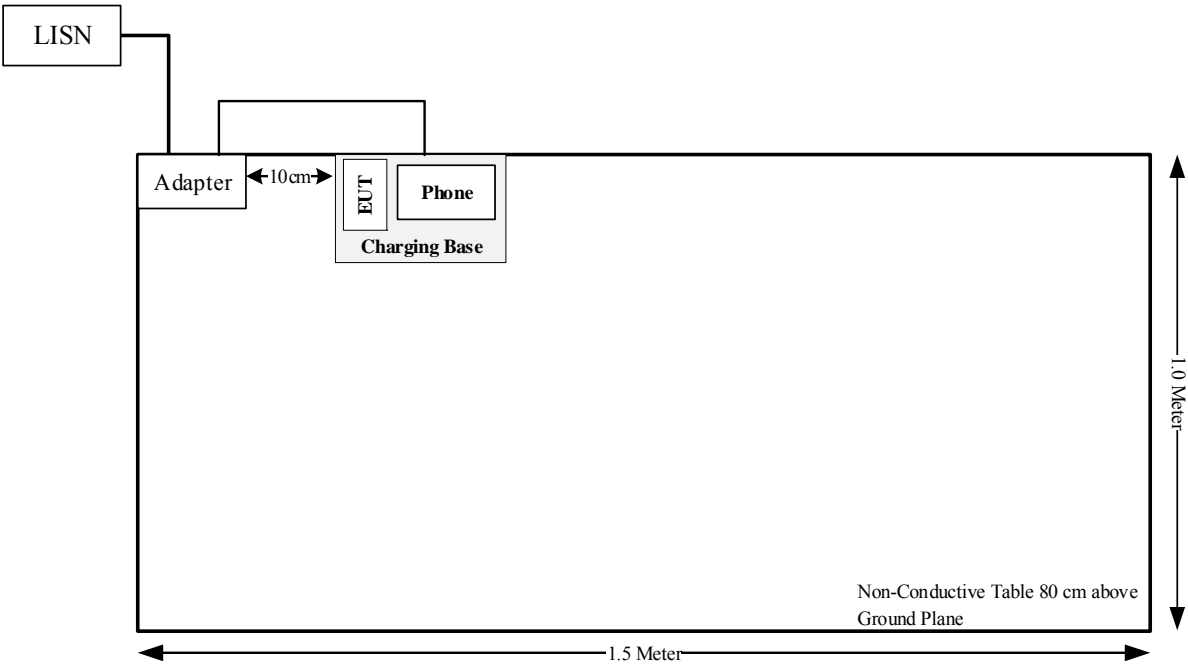 LISN
Adapter
10cm
EUT
Phone
Charging Base
1.0 Meter
Non-Conductive Table 80 cm above
Ground Plane
1.5 Meter